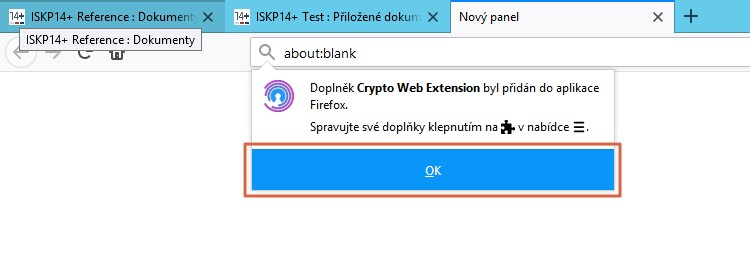 14+ ISKP14+ Reference : Dokumenty
14+ ISKP14+ Test : Přiložené dokum
Nový panel
ISKP14+ Reference : Dokumenty
about:blank
Doplněk Crypto Web Extension byl přidán do aplikace
Firefox.
Spravujte své doplňky klepnutím na v nabídce .
OK